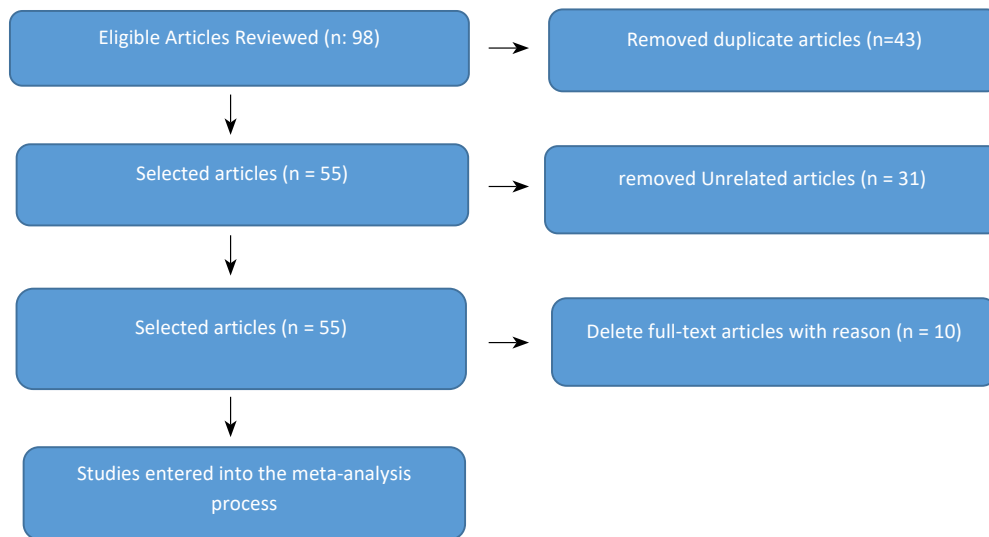 Eligible Articles Reviewed (n: 98)
Removed duplicate articles (n=43)
Selected articles (n = 55)
removed Unrelated articles (n = 31)
Selected articles (n = 55)
Delete full-text articles with reason (n = 10)
Studies entered into the meta-analysis
process